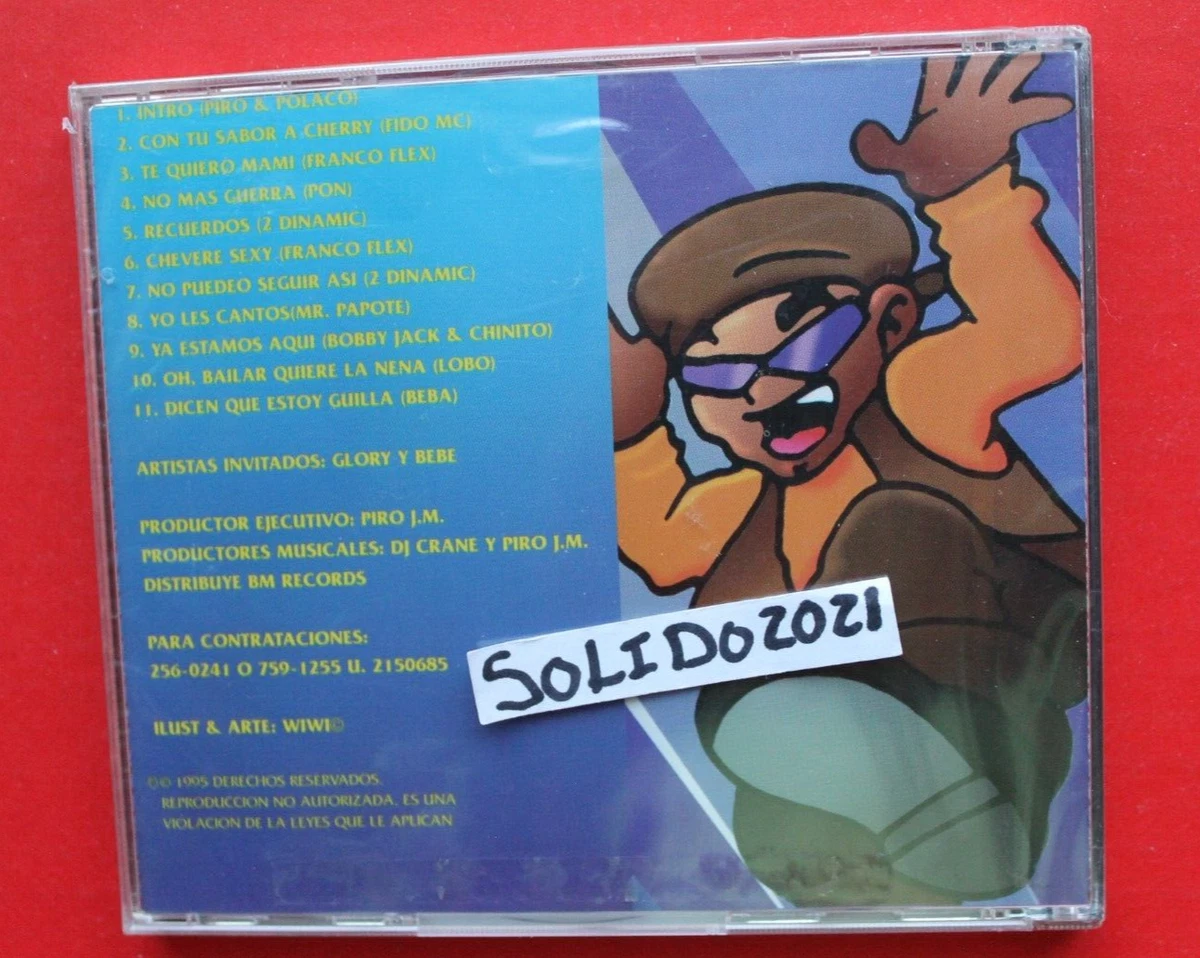 1. INTRO (PIRO & POLACO)
2. CON TU SABOR A CHERRY (FIDO MC)
3. TE QUIERO MAMI (FRANCO FLEX)
4. NO MAS GUERRA (PON)
5. RECUERDOS (2 DINAMIC)
6. CHEVERE SEXY (FRANCO FLEX)
7. NO PUEDEO SEGUIR ASI (2 DINAMIC)
8. YO LES CANTOS(MR. PAPOTE)
9. YA ESTAMOS AQUI (BOBBY JACK & CHINITO)
10. OH, BAILAR QUIERE LA NENA (LOBO)
11. DICEN QUE ESTOY GUILLA (BEBA)
ARTISTAS INVITADOS: GLORY Y BEBE
PRODUCTOR EJECUTIVO: PIRO J.M.
PRODUCTORES MUSICALES: DJ CRANE Y PIRO J.M.
DISTRIBUYE BM RECORDS
PARA CONTRATACIONES:
256-0241 O 759-1255 U. 2150685
ILUST & ARTE: WIWI©
©© 1995 DERECHOS RESERVADOS.
REPRODUCCION NO AUTORIZADA, ES UNA
VIOLACION DE LA LEYES QUE LE APLICAN
SOLIDO2021